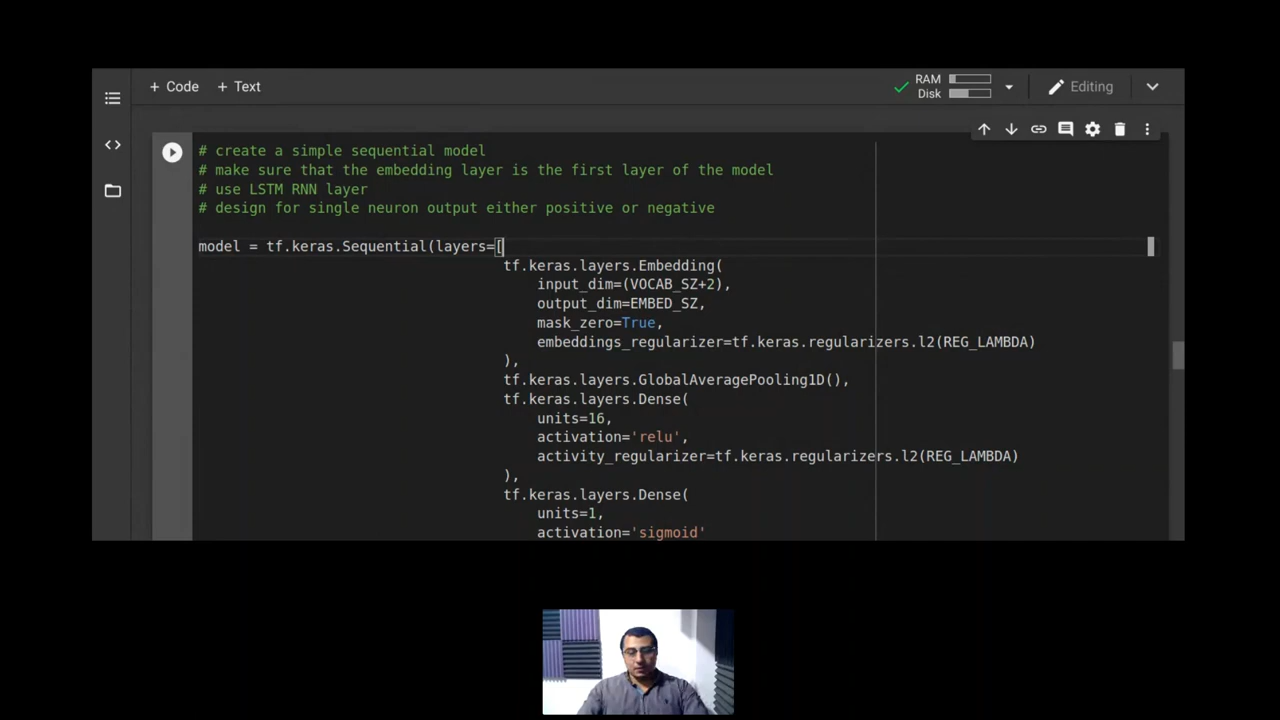 + Code + Text
RAM
Disk
Editing
# create a simple sequential model
# make sure that the embedding layer is the first layer of the model
# use LSTM RNN layer
# design for single neuron output either positive or negative
model = tf.keras.Sequential(layers=[
tf.keras.layers.Embedding(
input_dim=(VOCAB_SZ+2),
output_dim=EMBED_SZ,
mask_zero=True,
embeddings_regularizer=tf.keras.regularizers.l2(REG_LAMBDA)
),
tf.keras.layers.GlobalAveragePooling1D(),
tf.keras.layers.Dense(
units=16,
activation='relu',
activity_regularizer=tf.keras.regularizers.l2(REG_LAMBDA)
),
tf.keras.layers.Dense(
units=1,
activation='sigmoid'